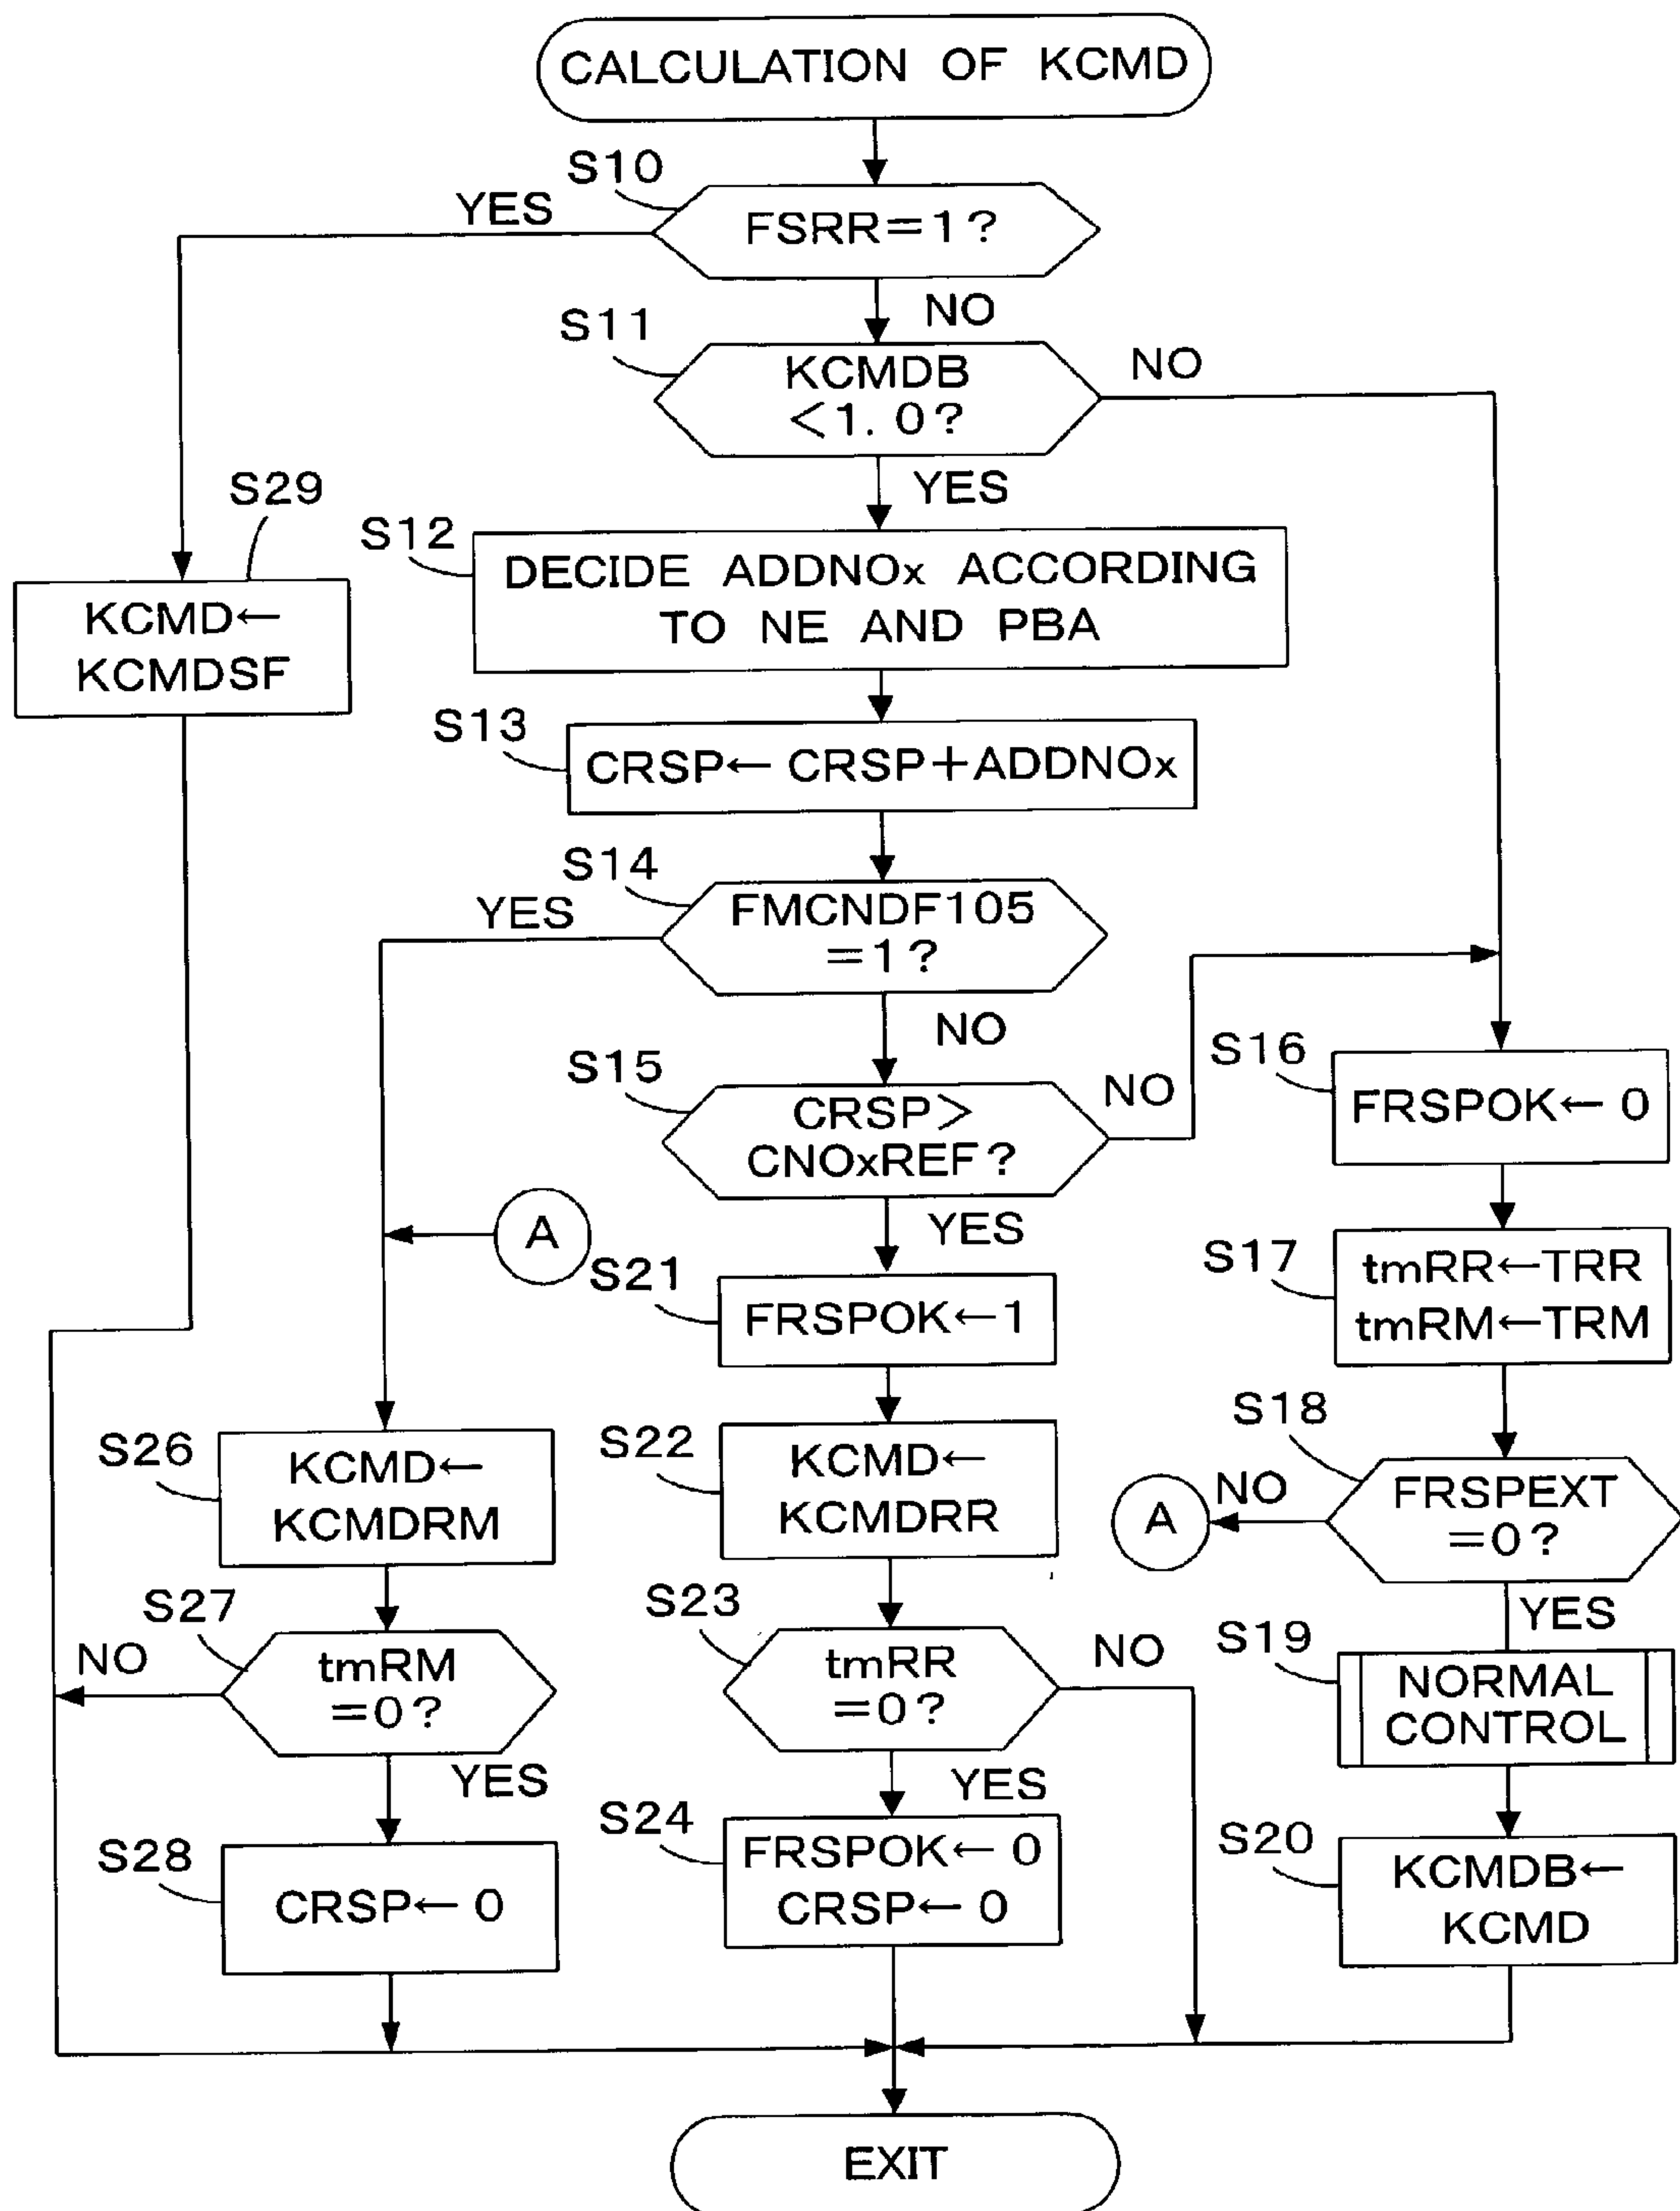 CALCULATION OF KCMD
S10
YES
FSRR=1?
NO
S11
KCMDB
<1.0?
NO
YES
S29
KCMD←
KCMDSF
S12
DECIDE ADDNOx ACCORDING
TO NE AND PBA
S13
CRSP←CRSP+ADDNOx
S14
YES
FMCNDF105
=1?
NO
S15
CRSP>
CNOxREF?
NO
YES
S16
FRSPOK←0
A
S21
FRSPOK←1
S17
tmRR←TRR
tmRM←TRM
S26
KCMD←
KCMDRM
S22
KCMD←
KCMDRR
S18
A
NO
FRSPEXT
=0?
YES
S27
NO
tmRM
=0?
YES
S23
tmRR
=0?
NO
YES
S19
NORMAL
CONTROL
S28
CRSP←0
S24
FRSPOK←0
CRSP←0
S20
KCMDB←
KCMD
EXIT